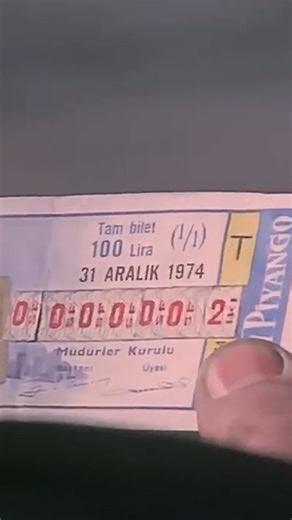 Tam bilet
100 Lira
(1/1)
T
31 ARALIK 1974
0 0 0 0 0 0 2
Müdürler Kurulu
Üyesi
PİYANGO